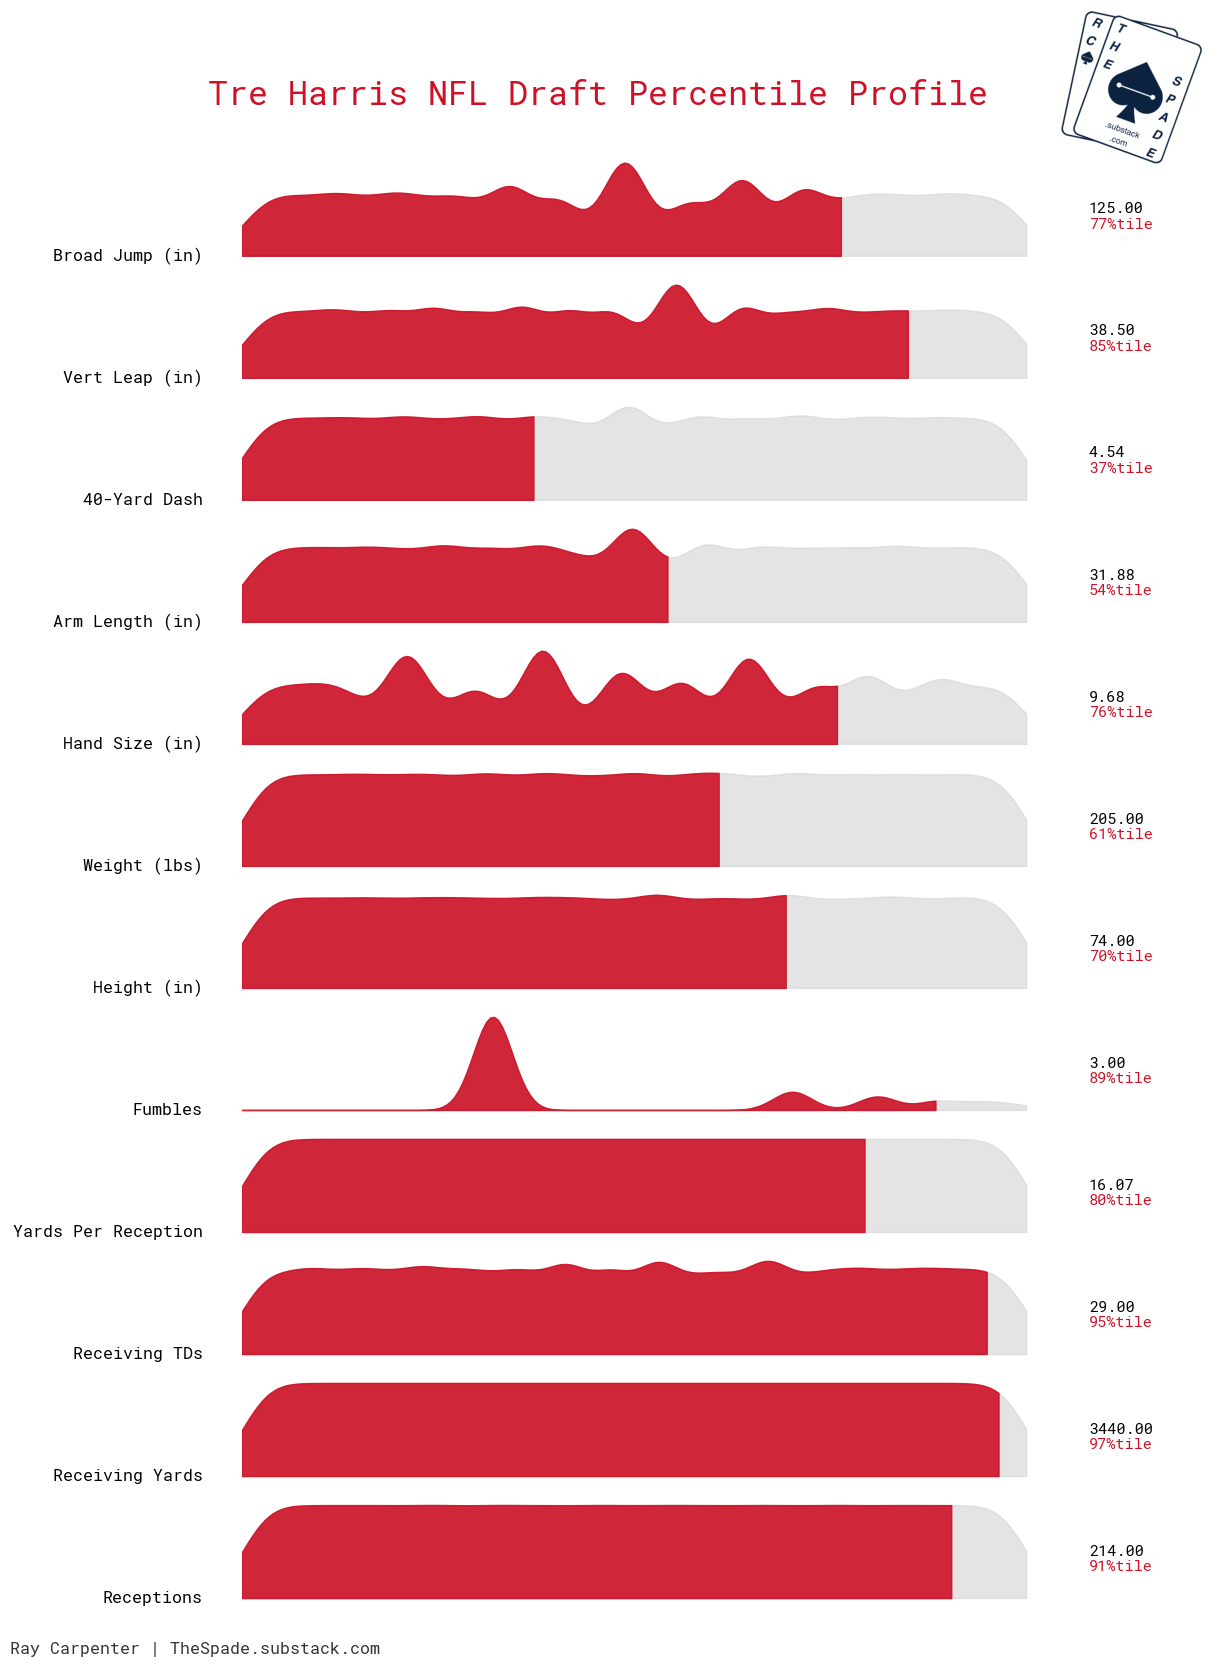 R
C
THE
SPADE
.substack
.com
Tre Harris NFL Draft Percentile Profile
Broad Jump (in)
125.00
77%tile
Vert Leap (in)
38.50
85%tile
40-Yard Dash
4.54
37%tile
Arm Length (in)
31.88
54%tile
Hand Size (in)
9.68
76%tile
Weight (lbs)
205.00
61%tile
Height (in)
74.00
70%tile
Fumbles
3.00
89%tile
Yards Per Reception
16.07
80%tile
Receiving TDs
29.00
95%tile
Receiving Yards
3440.00
97%tile
Receptions
214.00
91%tile
Ray Carpenter | TheSpade.substack.com